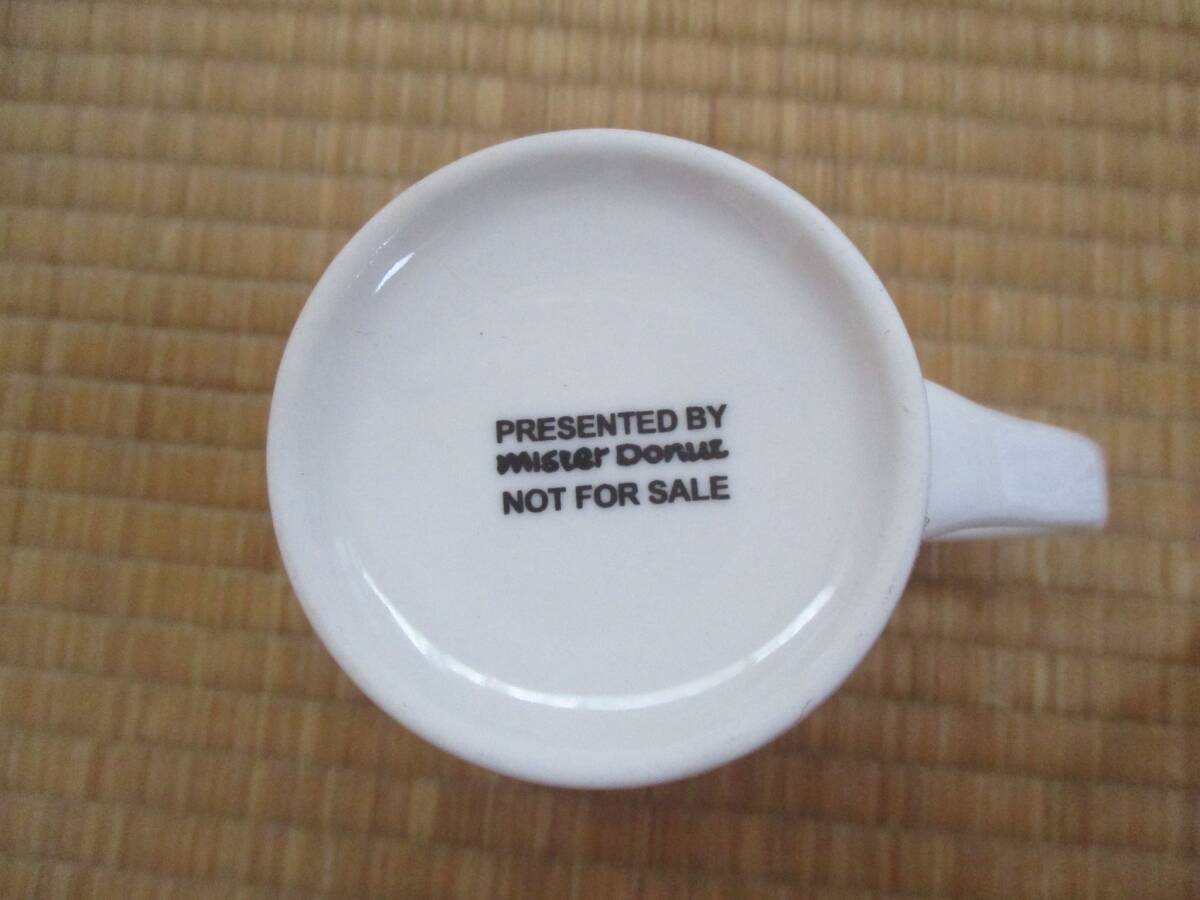 PRESENTED BY
mister Donut
NOT FOR SALE